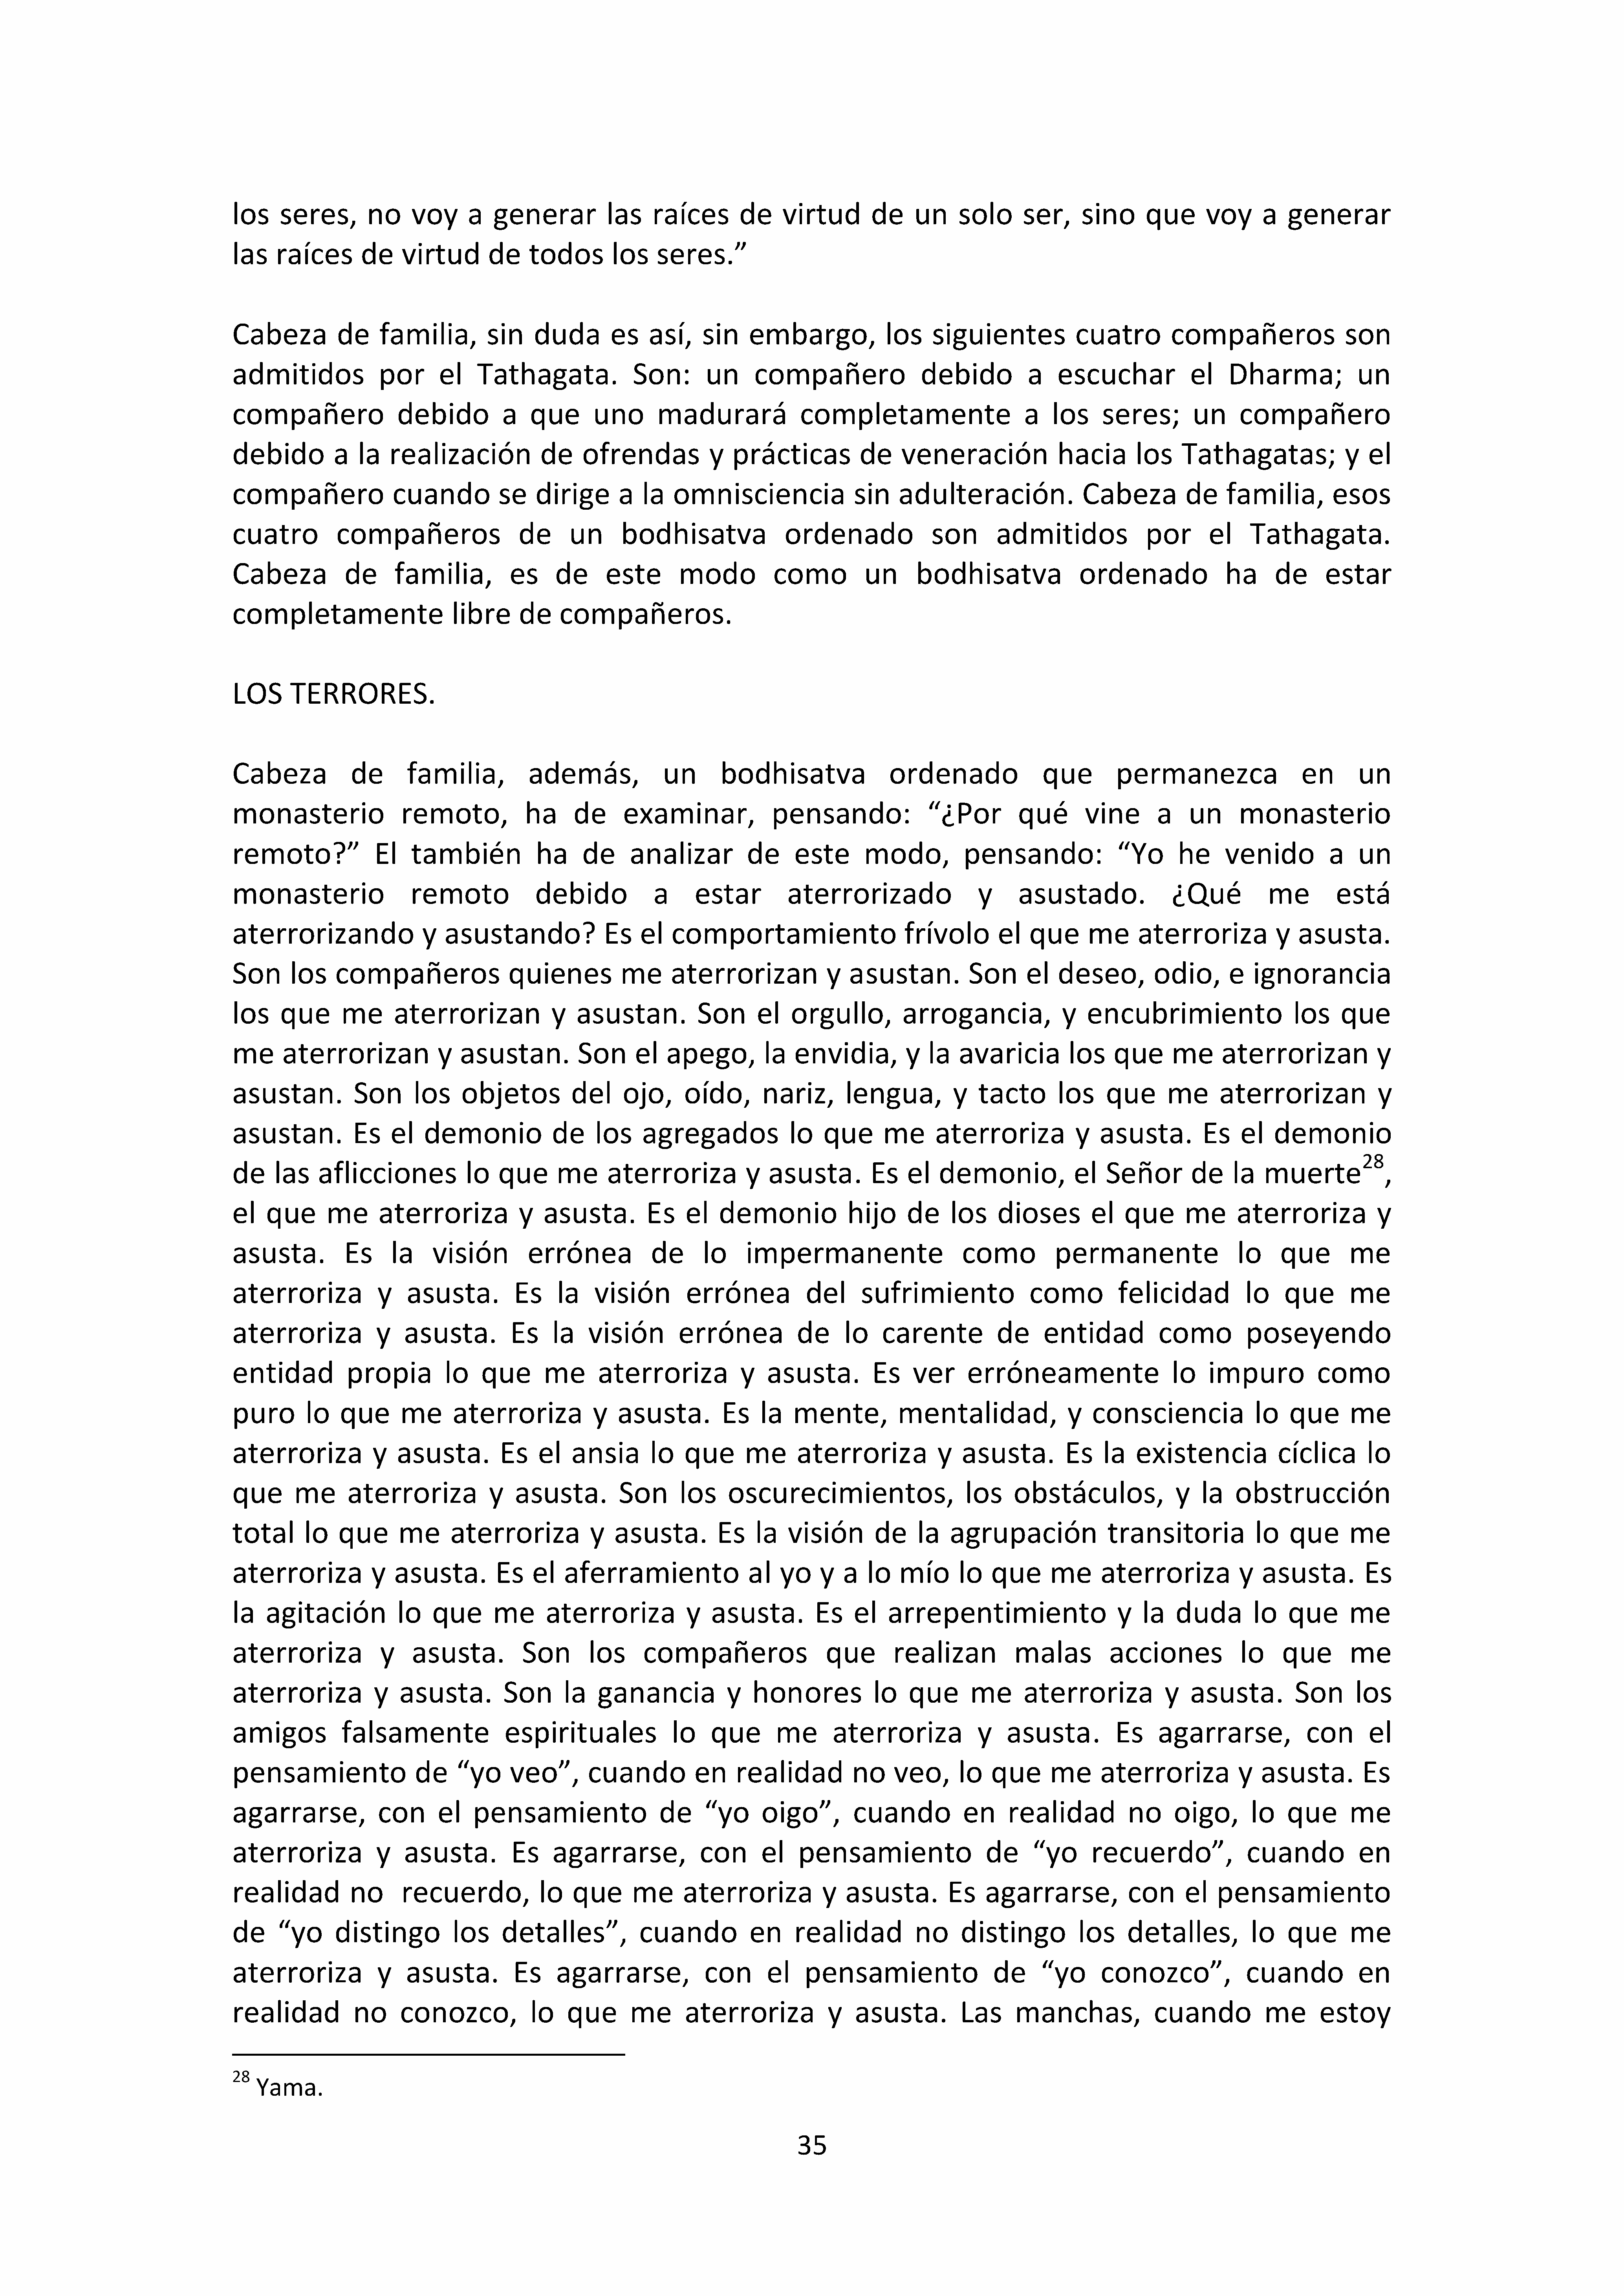 los seres, no voy a generar las raíces de virtud de un solo ser, sino que voy a generar
las raíces de virtud de todos los seres.”
Cabeza de familia, sin duda es así, sin embargo, los siguientes cuatro compañeros son
admitidos por el Tathagata. Son: un compañero debido a escuchar el Dharma; un
compañero debido a que uno madurará completamente a los seres; un compañero
debido a la realización de ofrendas y prácticas de veneración hacia los Tathagatas; y el
compañero cuando se dirige a la omnisciencia sin adulteración. Cabeza de familia, esos
cuatro compañeros de un bodhisatva ordenado son admitidos por el Tathagata.
Cabeza de familia, es de este modo como un bodhisatva ordenado ha de estar
completamente libre de compañeros.
LOS TERRORES.
Cabeza de familia, además, un bodhisatva ordenado que permanezca en un
monasterio remoto, ha de examinar, pensando: “¿Por qué vine a un monasterio
remoto?” El también ha de analizar de este modo, pensando: “Yo he venido a un
monasterio remoto debido a estar aterrorizado y asustado. ¿Qué me está
aterrorizando y asustando? Es el comportamiento frívolo el que me aterroriza y asusta.
Son los compañeros quienes me aterrorizan y asustan. Son el deseo, odio, e ignorancia
los que me aterrorizan y asustan. Son el orgullo, arrogancia, y encubrimiento los que
me aterrorizan y asustan. Son el apego, la envidia, y la avaricia los que me aterrorizan y
asustan. Son los objetos del ojo, oído, nariz, lengua, y tacto los que me aterrorizan y
asustan. Es el demonio de los agregados lo que me aterroriza y asusta. Es el demonio
de las aflicciones lo que me aterroriza y asusta. Es el demonio, el Señor de la muerte28,
el que me aterroriza y asusta. Es el demonio hijo de los dioses el que me aterroriza y
asusta. Es la visión errónea de lo impermanente como permanente lo que me
aterroriza y asusta. Es la visión errónea del sufrimiento como felicidad lo que me
aterroriza y asusta. Es la visión errónea de lo carente de entidad como poseyendo
entidad propia lo que me aterroriza y asusta. Es ver erróneamente lo impuro como
puro lo que me aterroriza y asusta. Es la mente, mentalidad, y consciencia lo que me
aterroriza y asusta. Es el ansia lo que me aterroriza y asusta. Es la existencia cíclica lo
que me aterroriza y asusta. Son los oscurecimientos, los obstáculos, y la obstrucción
total lo que me aterroriza y asusta. Es la visión de la agrupación transitoria lo que me
aterroriza y asusta. Es el aferramiento al yo y a lo mío lo que me aterroriza y asusta. Es
la agitación lo que me aterroriza y asusta. Es el arrepentimiento y la duda lo que me
aterroriza y asusta. Son los compañeros que realizan malas acciones lo que me
aterroriza y asusta. Son la ganancia y honores lo que me aterroriza y asusta. Son los
amigos falsamente espirituales lo que me aterroriza y asusta. Es agarrarse, con el
pensamiento de “yo veo”, cuando en realidad no veo, lo que me aterroriza y asusta. Es
agarrarse, con el pensamiento de “yo oigo”, cuando en realidad no oigo, lo que me
aterroriza y asusta. Es agarrarse, con el pensamiento de “yo recuerdo”, cuando en
realidad no recuerdo, lo que me aterroriza y asusta. Es agarrarse, con el pensamiento
de “yo distingo los detalles”, cuando en realidad no distingo los detalles, lo que me
aterroriza y asusta. Es agarrarse, con el pensamiento de “yo conozco”, cuando en
realidad no conozco, lo que me aterroriza y asusta. Las manchas, cuando me estoy
28 Yama.
35